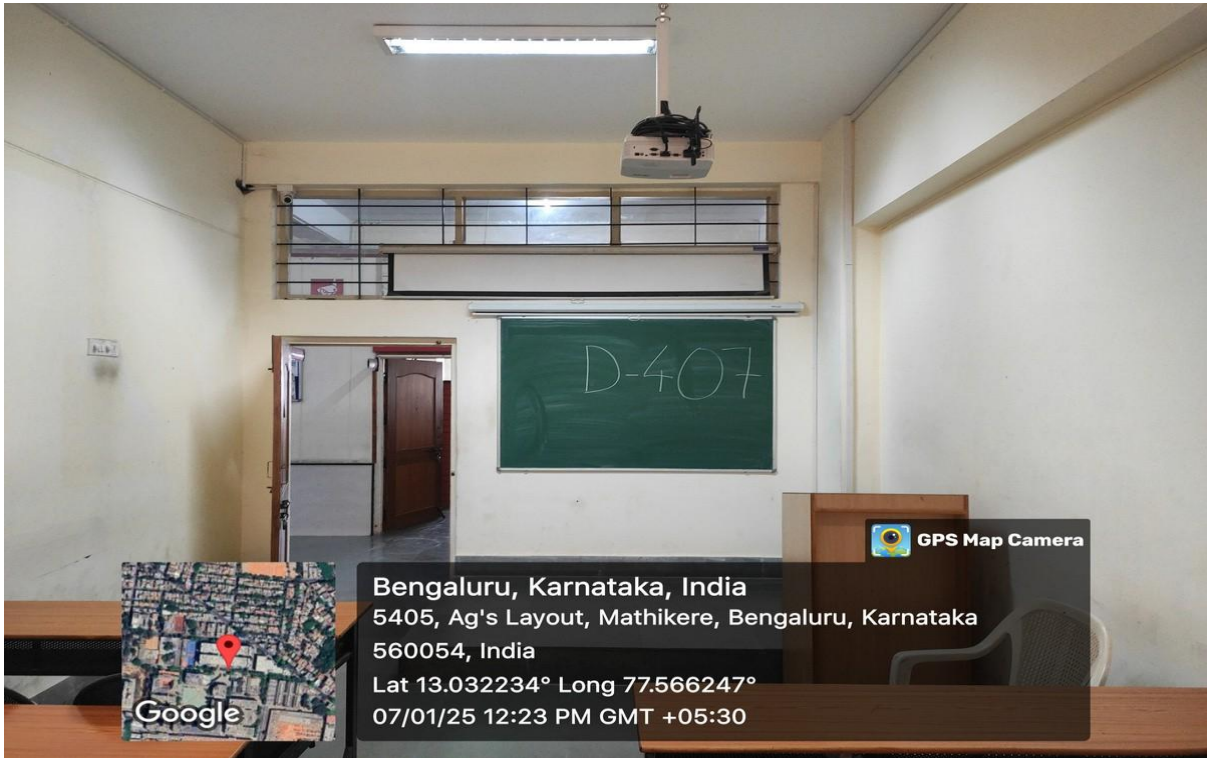 D-407
GPS Map Camera
Bengaluru, Karnataka, India
5405, Ag's Layout, Mathikere, Bengaluru, Karnataka
560054, India
Lat 13.032234° Long 77.566247°
07/01/25 12:23 PM GMT +05:30
Google